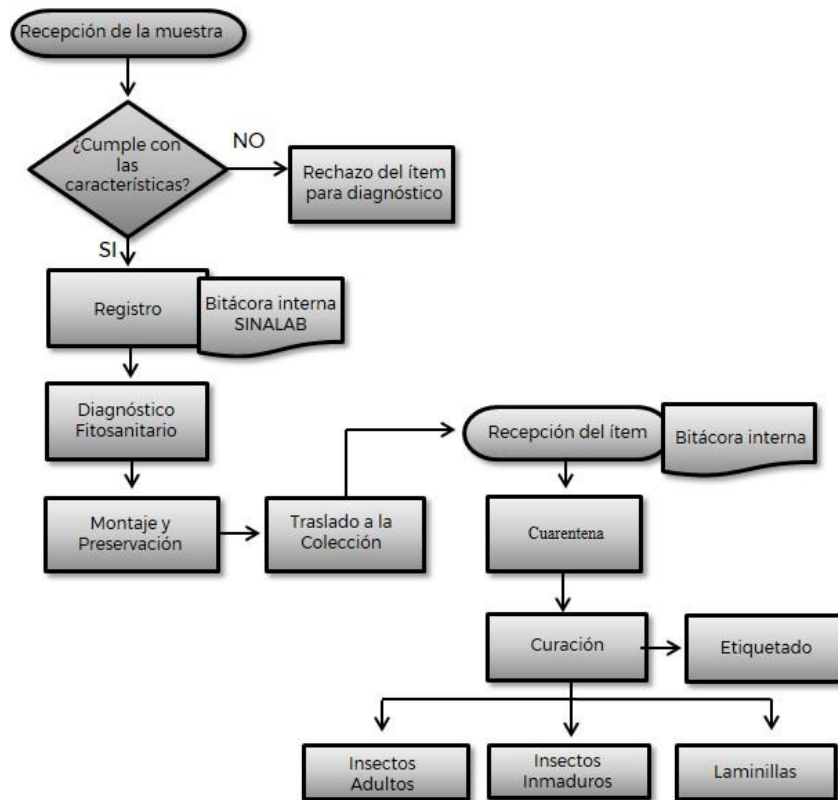 Recepción de la muestra
¿Cumple con
las
características?
NO
Rechazo del ítem
para diagnóstico
SI
Registro
Bitácora interna
SINALAB
Diagnóstico
Fitosanitario
Montaje y
Preservación
Traslado a la
Colección
Recepción del ítem
Bitácora interna
Cuarentena
Curación
Etiquetado
Insectos
Adultos
Insectos
Inmaduros
Laminillas